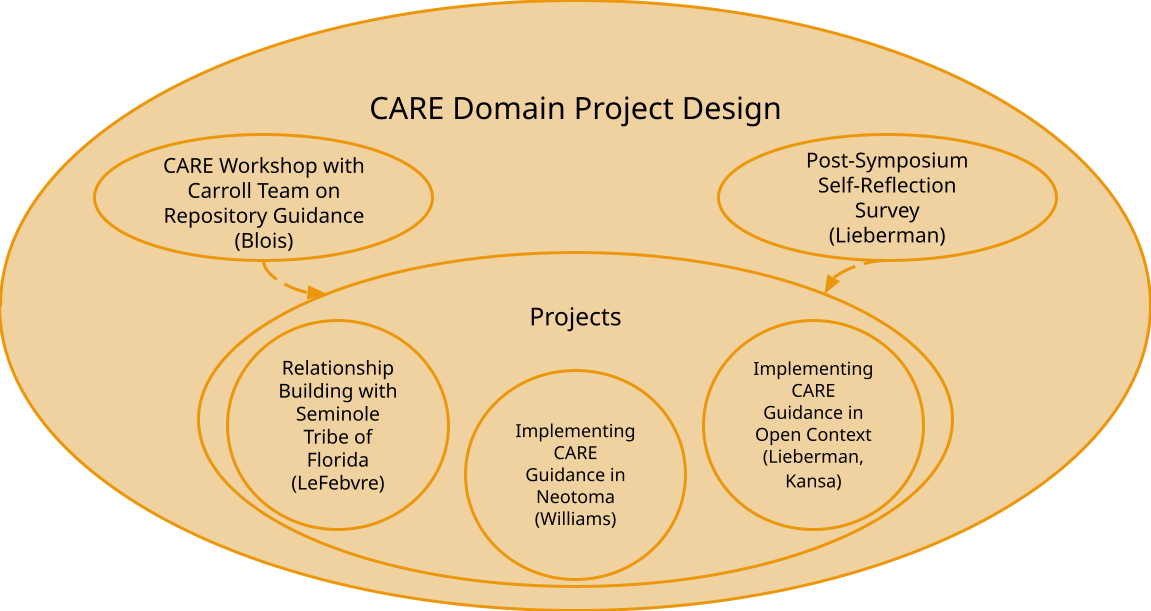 CARE Domain Project Design
CARE Workshop with
Carroll Team on
Repository Guidance
(Blois)
Post-Symposium
Self-Reflection
Survey
(Lieberman)
Projects
Relationship
Building with
Seminole
Tribe of
Florida
(LeFebvre)
Implementing
CARE
Guidance in
Neotoma
(Williams)
Implementing
CARE
Guidance in
Open Context
(Lieberman,
Kansa)